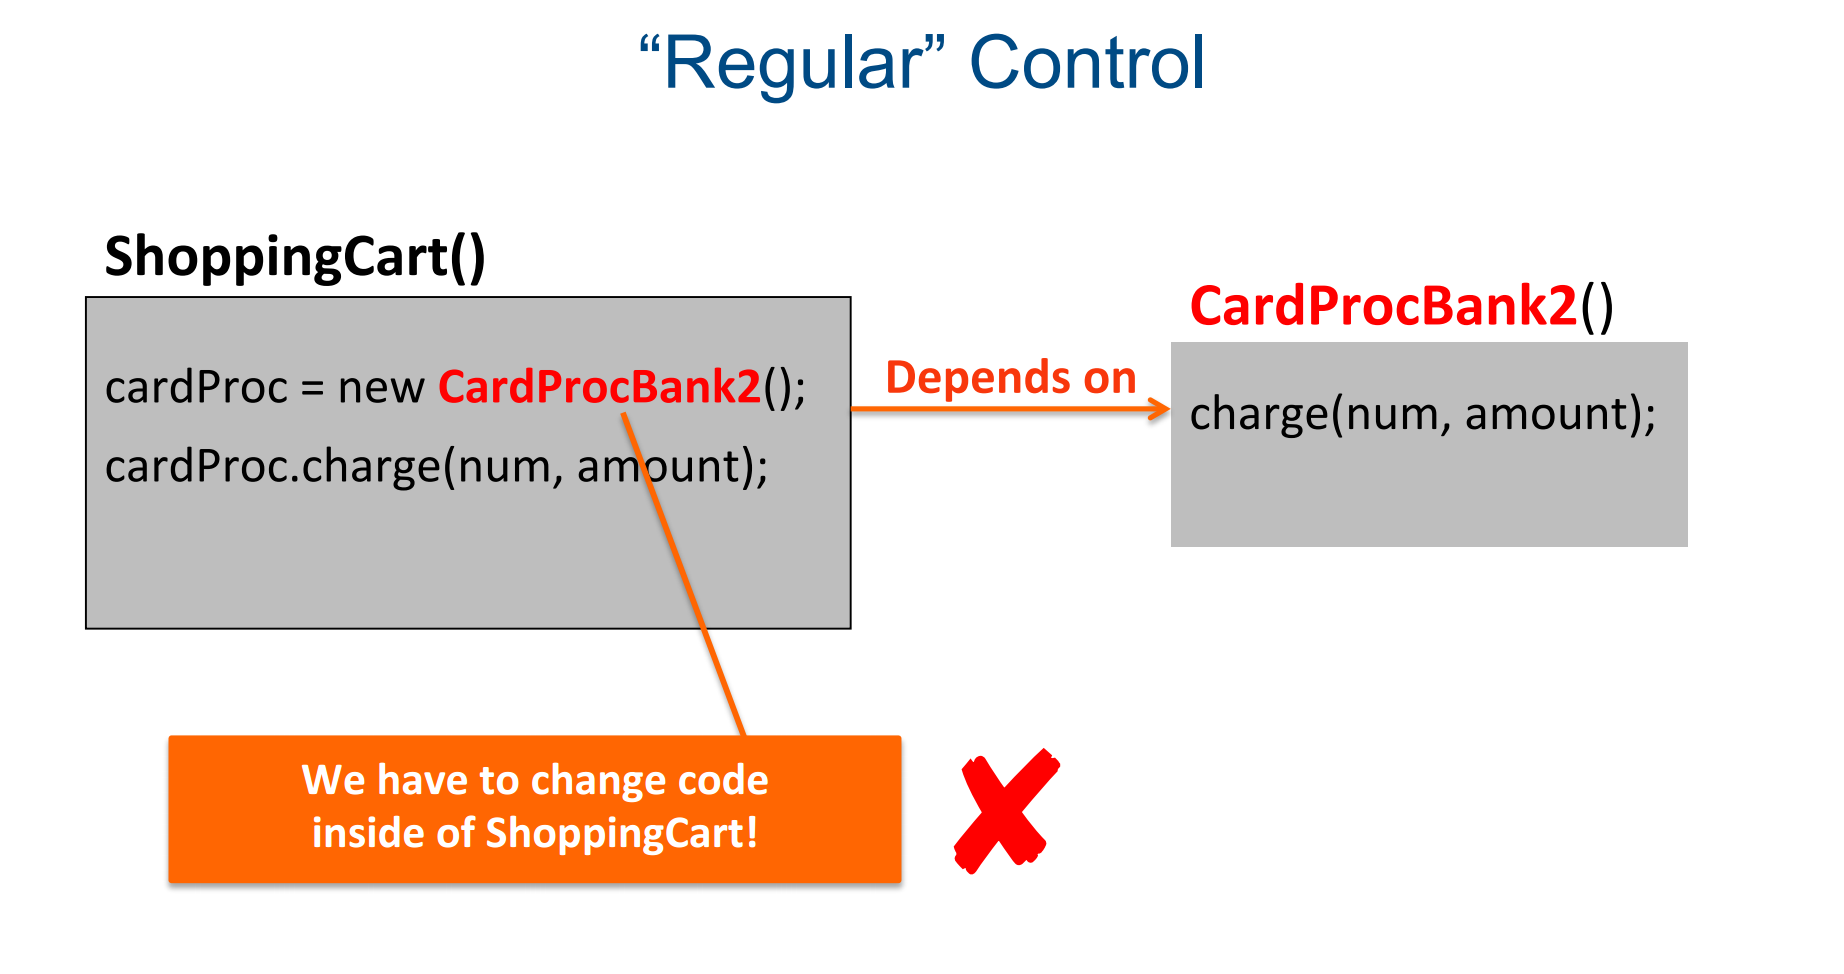 “Regular” Control
ShoppingCart()
cardProc = new CardProcBank2();
cardProc.charge(num, amount);
Depends on
CardProcBank2()
charge(num, amount);
We have to change code
inside of ShoppingCart!